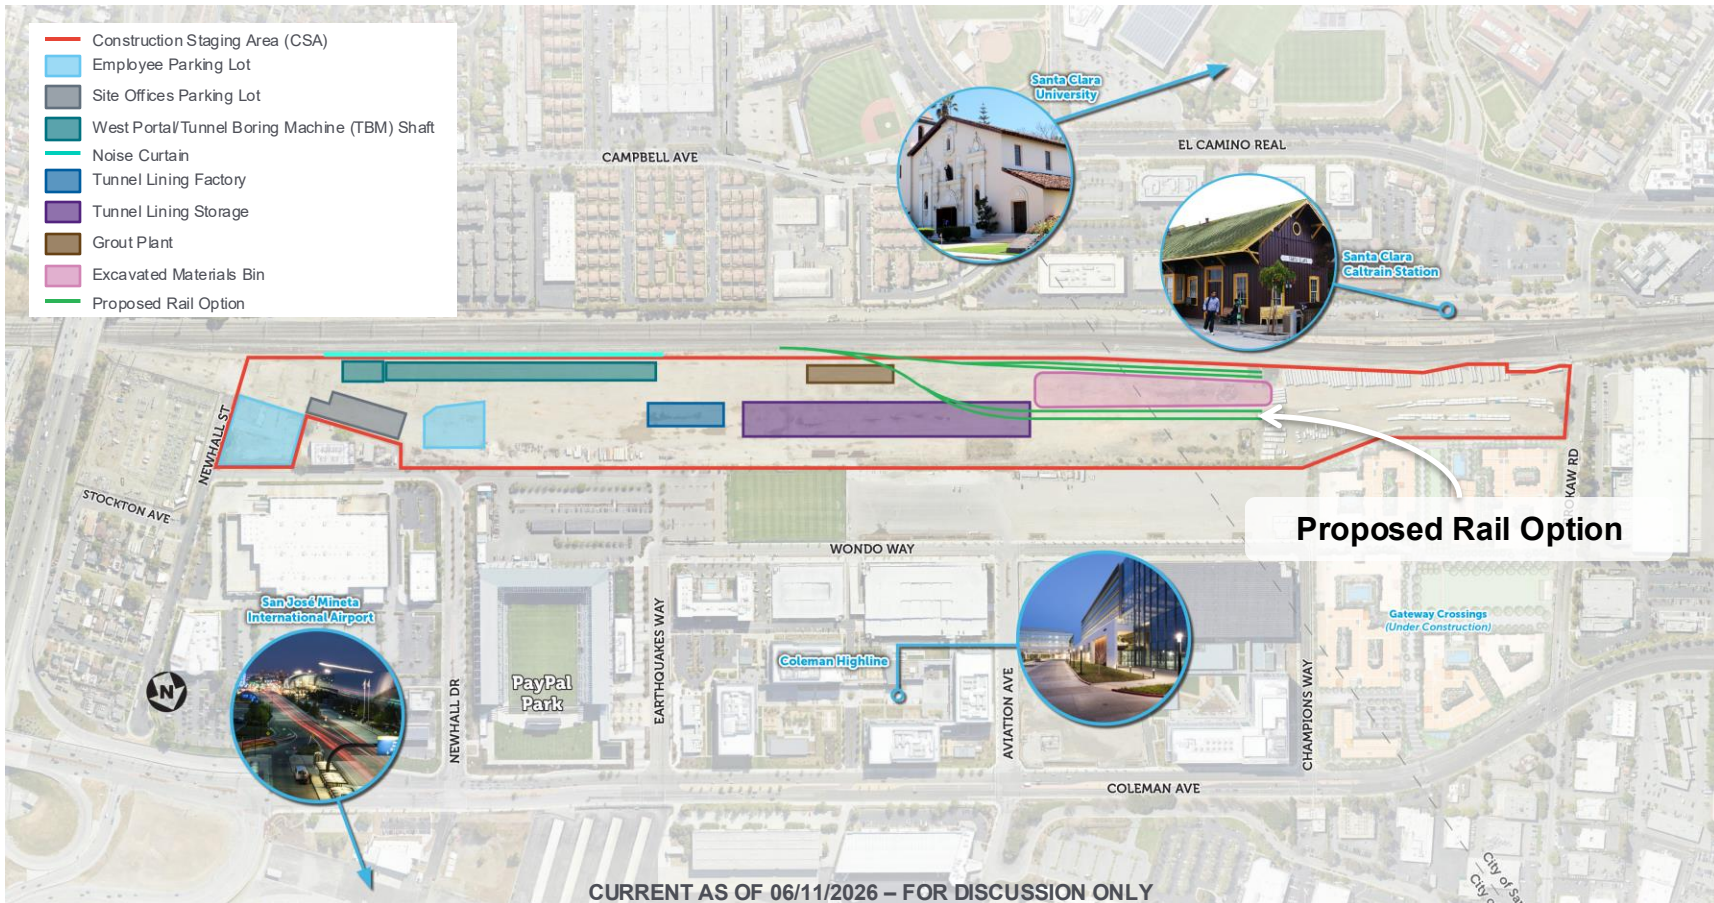 Construction Staging Area (CSA)
Employee Parking Lot
Site Offices Parking Lot
West Portal/Tunnel Boring Machine (TBM) Shaft
Noise Curtain
Tunnel Lining Factory
Tunnel Lining Storage
Grout Plant
Excavated Materials Bin
Proposed Rail Option
Santa Clara
University
CAMPBELL AVE
EL CAMINO REAL
Santa Clara
Caltrain Station
NEWHALL ST
STOCKTON AVE
Proposed Rail Option
WONDO WAY
San José Mineta
International Airport
N
PayPal
Park
NEWHALL DR
EARTHQUAKES WAY
Coleman Highline
AVIATION AVE
CHAMPIONS WAY
Gateway Crossings
(Under Construction)
COLEMAN AVE
CURRENT AS OF 06/11/2026 – FOR DISCUSSION ONLY
City of
City